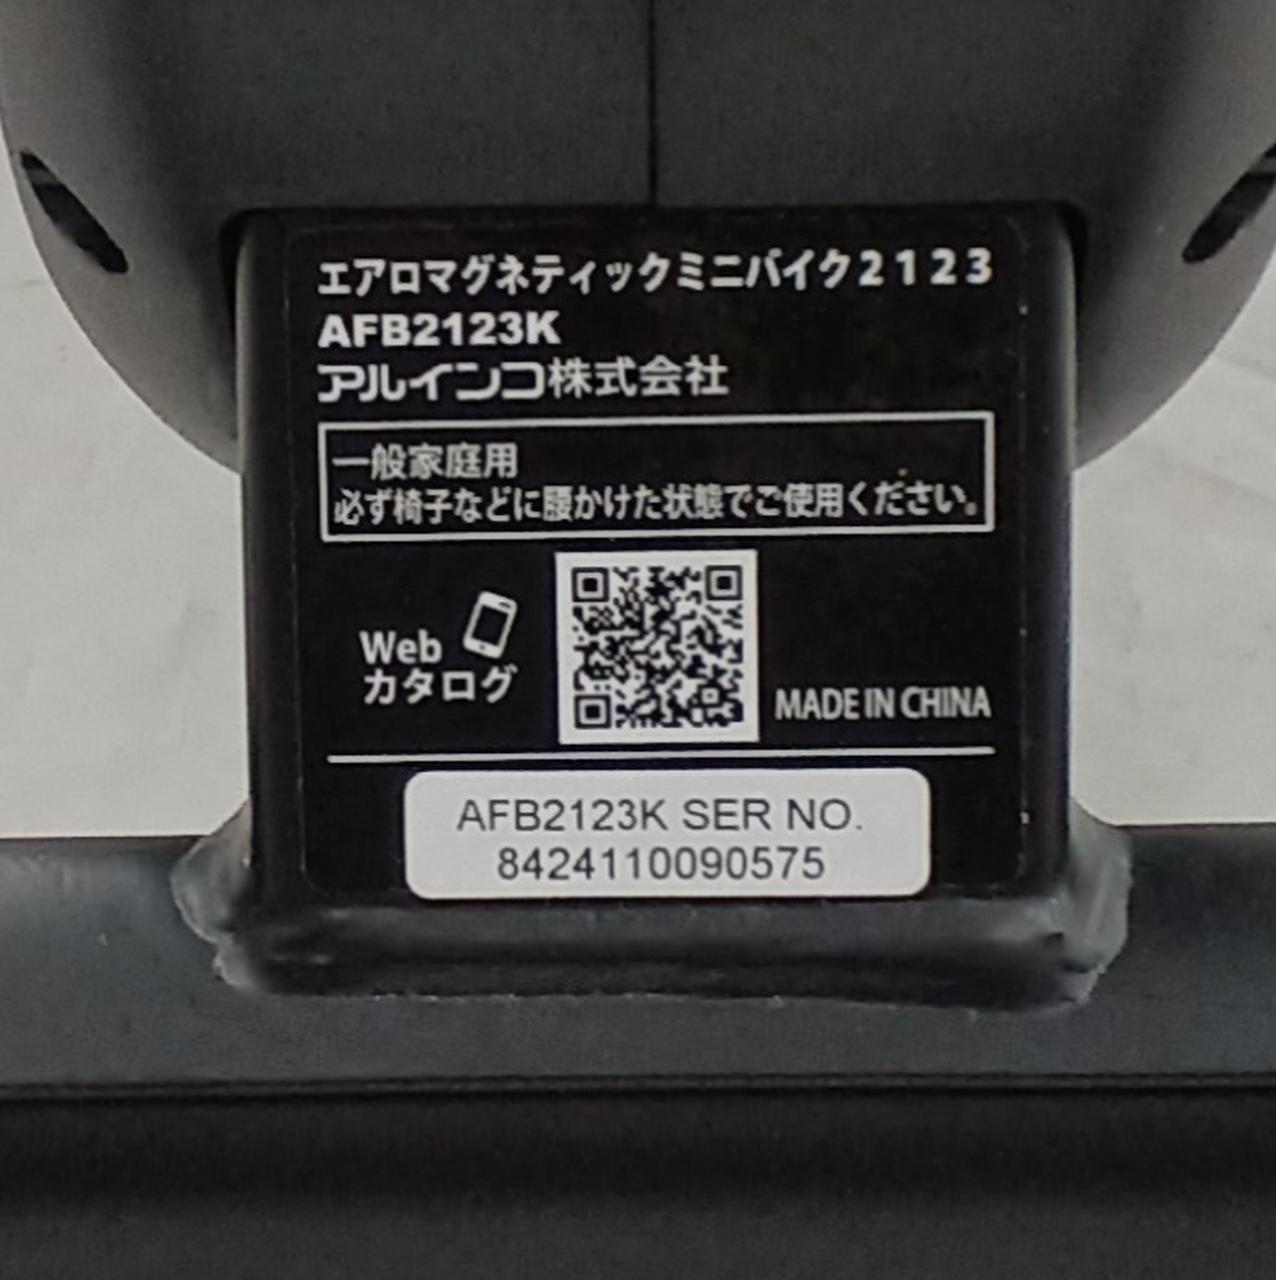 エアロマグネティックミニバイク2123
AFB2123K
アルインコ株式会社
一般家庭用
必ず椅子などに腰かけた状態でご使用ください。
Web
カタログ
MADE IN CHINA
AFB2123K SER NO.
8424110090575